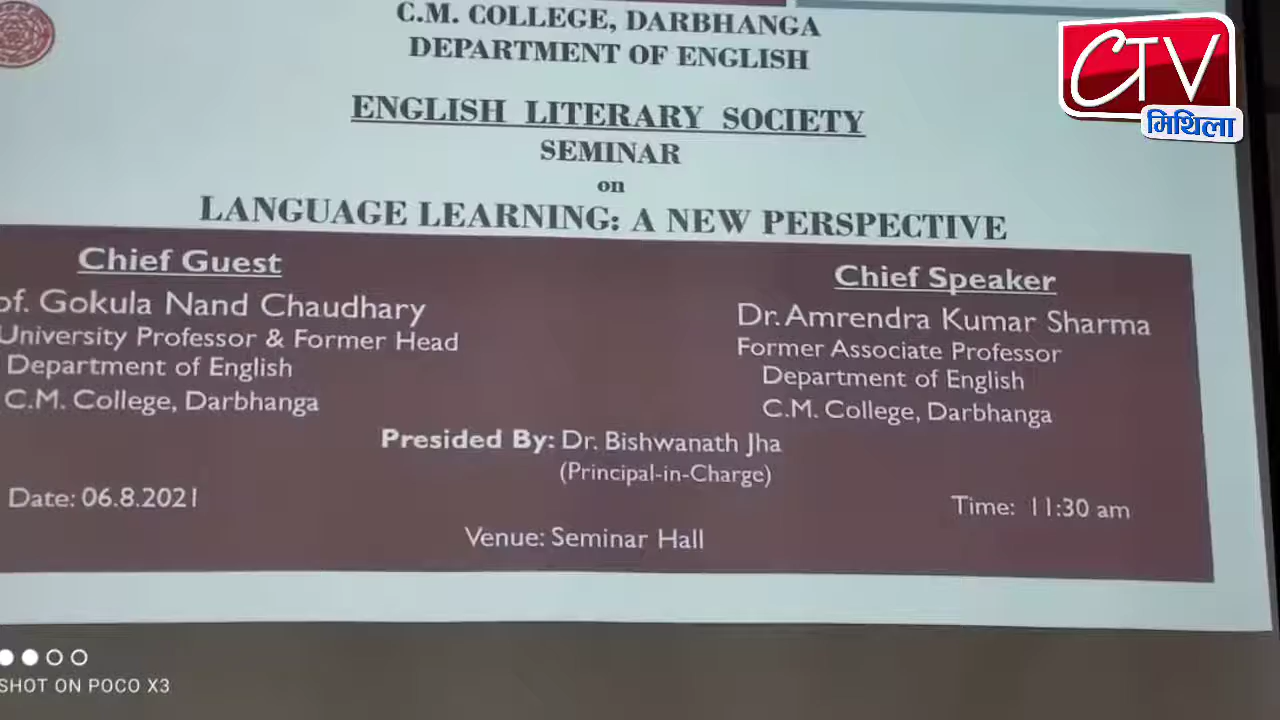 C.M. COLLEGE, DARBHANGA
DEPARTMENT OF ENGLISH
ENGLISH LITERARY SOCIETY
SEMINAR
on
LANGUAGE LEARNING: A NEW PERSPECTIVE
Chief Guest
of. Gokula Nand Chaudhary
University Professor & Former Head
Department of English
C.M. College, Darbhanga
Chief Speaker
Dr. Amrendra Kumar Sharma
Former Associate Professor
Department of English
C.M. College, Darbhanga
Presided By: Dr. Bishwanath Jha
(Principal-in-Charge)
Date: 06.8.2021
Time: 11:30 am
Venue: Seminar Hall
CTV
मिथिला
SHOT ON POCO X3